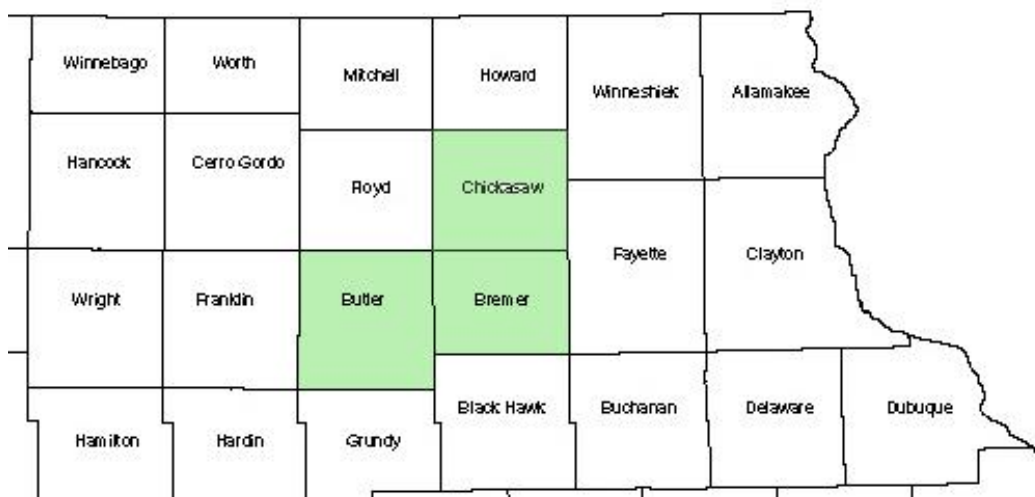 Winnebago
Worth
Mitchell
Howard
Winneshiek
Allamakee
Hancock
Cerro Gordo
Floyd
Chickasaw
Fayette
Clayton
Wright
Franklin
Butler
Bremer
Black Hawk
Buchanan
Delaware
Dubuque
Hamilton
Hardin
Grundy